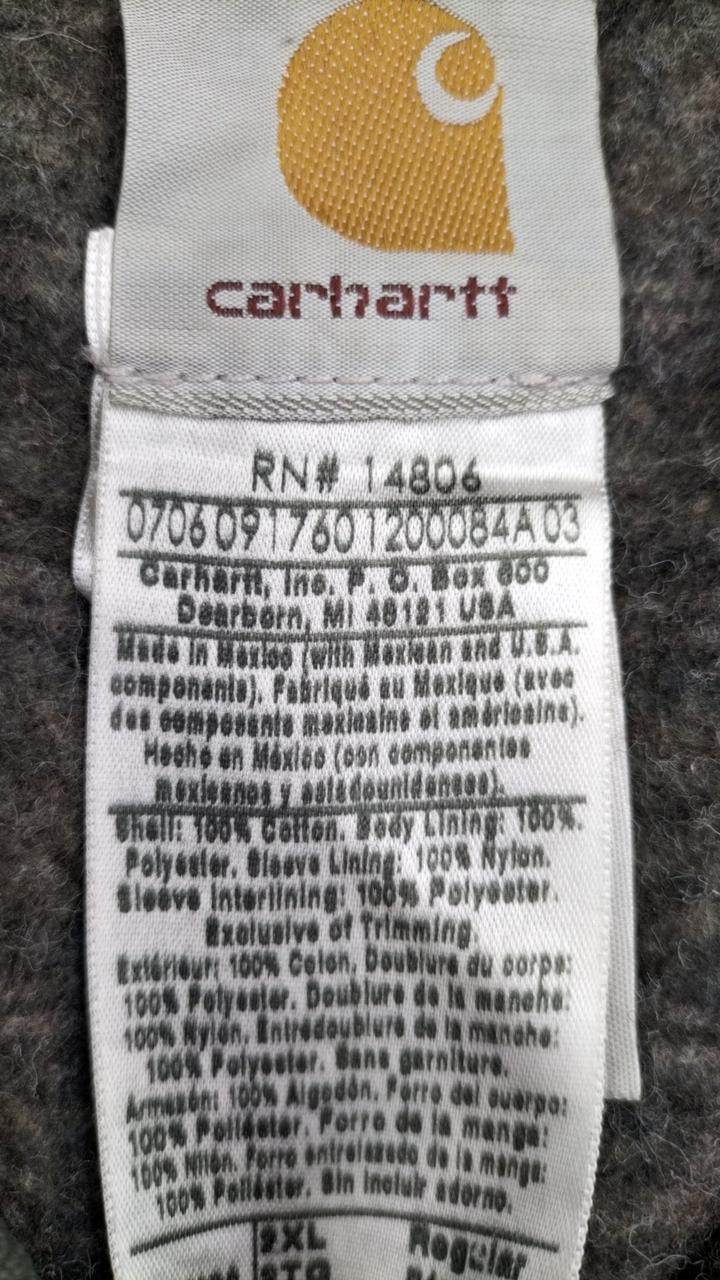 carhartt
RN# 14806
0706 091760 1200084A 03
Carhartt, Inc. P. O. Box 600
Dearborn, MI 48121 USA
Made in Mexico (with Mexican and U.S.A.
components). Fabriqué au Mexique (avec
des composants mexicains et américains).
Hecho en México (con componentes
mexicanos y estadounidenses).
Shell: 100% Cotton. Body Lining: 100%.
Polyester. Sleeve Lining: 100% Nylon.
Sleeve Interlining: 100% Polyester.
Exclusive of Trimming.
Extérieur: 100% Coton. Doublure du corps:
100% Polyester. Doublure de la manche:
100% Nylon. Entredoublure de la manche:
100% Polyester. Sans garniture.
Armazón: 100% Algodón. Forro del cuerpo:
100% Poliéster. Forro de la manga:
100% Nilón. Forro entrelazado de la manga:
100% Poliéster. Sin incluir adorno.
2XL Regular